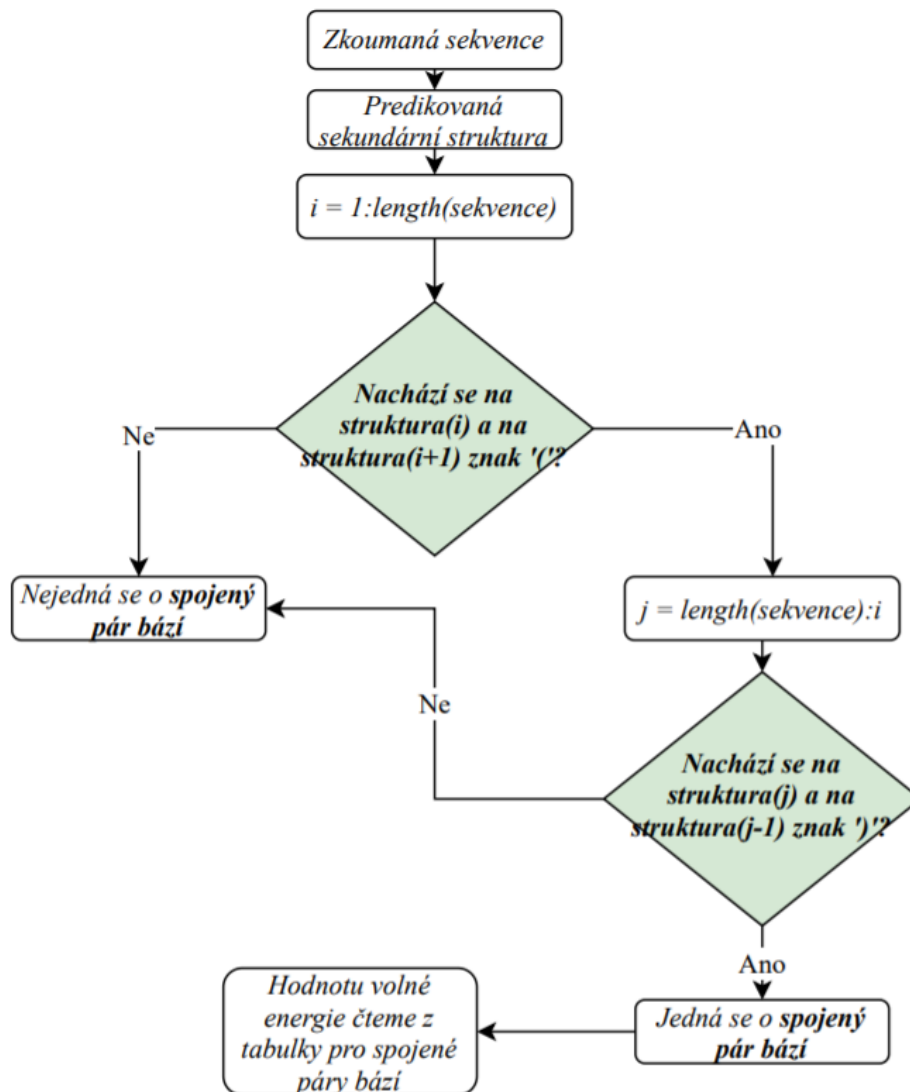 Zkoumaná sekvence
Predikovaná
sekundární struktura
i = 1:length(sekvence)
Nachází se na
struktura(i) a na
struktura(i+1) znak '('?
Ne
Ano
Nejedná se o spojený
pár bází
j = length(sekvence):i
Ne
Nachází se na
struktura(j) a na
struktura(j-1) znak ')'?
Ano
Hodnotu volné
energie čteme z
tabulky pro spojené
páry bází
Jedná se o spojený
pár bází